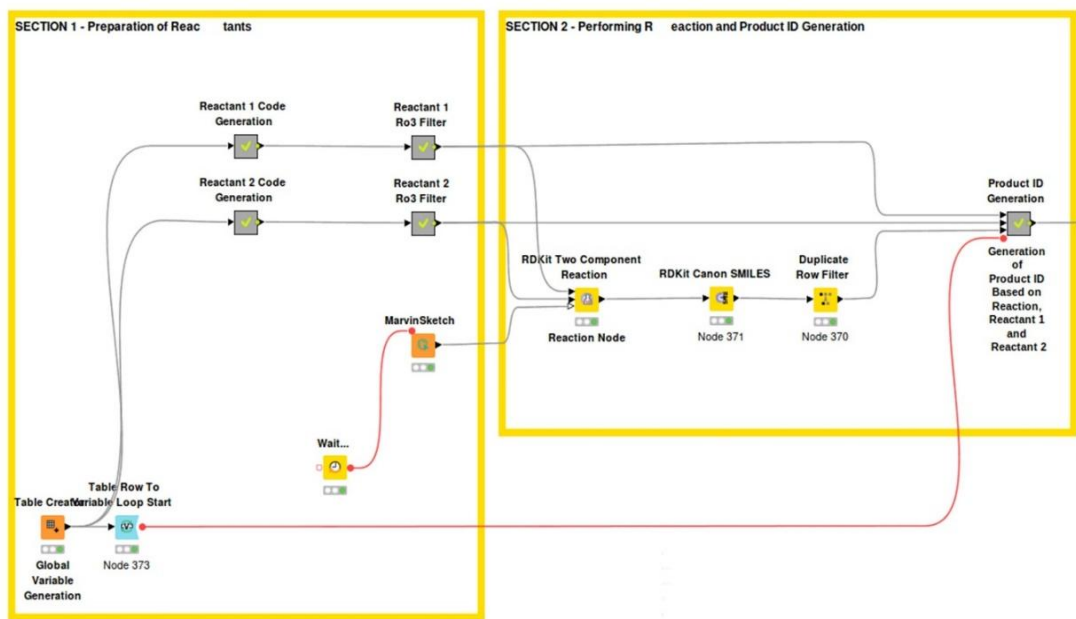 SECTION 1 - Preparation of Reac tants
SECTION 2 - Performing R eaction and Product ID Generation
Reactant 1 Code
Generation
Reactant 1
Ro3 Filter
Reactant 2 Code
Generation
Reactant 2
Ro3 Filter
Product ID
Generation
Generation
of
Product ID
Based on
Reaction,
Reactant 1
and
Reactant 2
RDKit Two Component
Reaction
Reaction Node
RDKit Canon SMILES
Node 371
Duplicate
Row Filter
Node 370
MarvinSketch
Wait...
Table Creator
Global
Variable
Generation
Table Row To
Variable Loop Start
Node 373